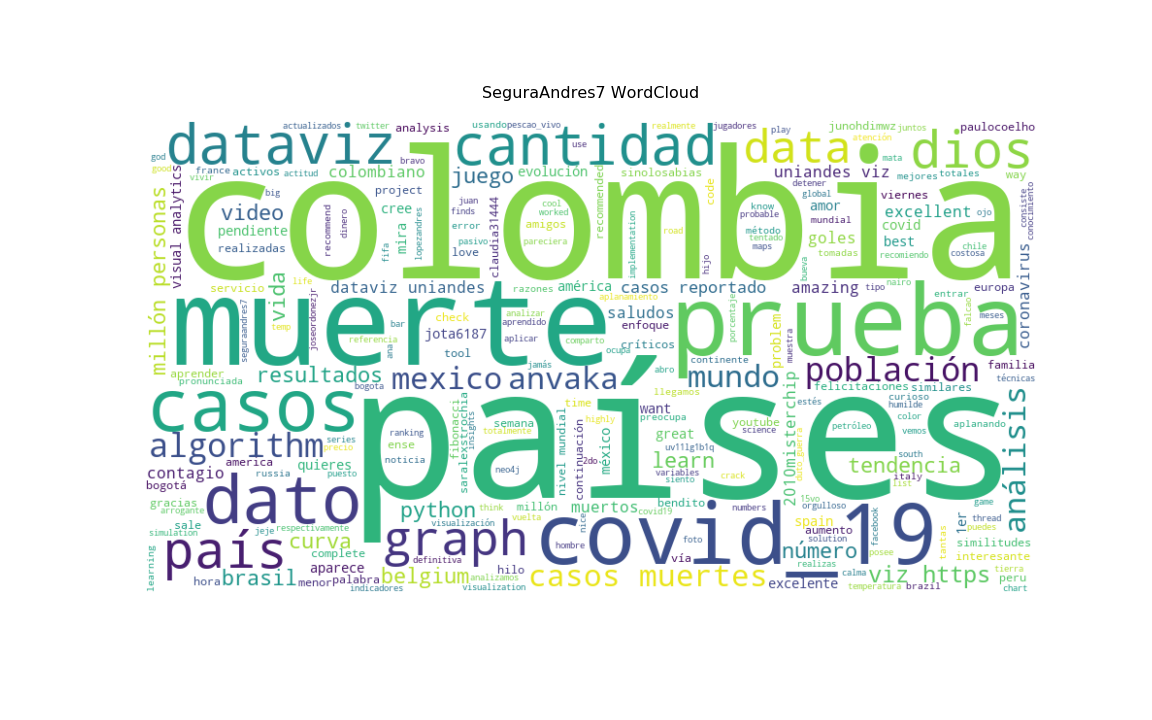 SeguraAndres7 WordCloud
actualizados
twitter
analysis
usando
pescao_vivo
realmente
jugadores
play
junohdimwz
juntos
paulocoelho
dataviz
cantidad
data
dios
atención
use
god
good
france
vivir
activos
actitud
bravo
colombiano
juego
evolución
sinolosabias
uniandes viz
mata
mejores
totales
way
colombia
visual analytics
big
project
video
pendiente
realizadas
recommend
dinero
cree
mira
fifa
lopezandres
juan
finds
error
pasivo
love
claudia31444
cool
worked
amigos
pareciera
recommended
implementation
road
code
hijo
know
probable
maps
detener
global
método
tentado
amor
mundial
goles
tomadas
bueva
viernes
excellent
covid
best
recomiendo
ojo
chile
costosa
consiste
conocimiento
coronavirus
millón personas
servicio
vida
life
dataviz uniandes
razones
américa
casos reportado
amazing
tipo
nairo
entrar
europa
muerte
prueba
seguraandres7
temp
joseordonezjr
referencia
bar
ana
check
jota6187
tool
analizar
aprendido
aplicar
aplanamiento
saludos
enfoque
comparto
críticos
ocupa
porcentaje
problem
muestra
falcao
meses
familia
técnicas
aprender
pronunciada
resultados
bogota
mexico
anvaka
jamás
abro
mundo
continente
población
casos
países
llegamos
felicitaciones
similares
curioso
humilde
estés
aplanando
algorithm
series
precio
ranking
ense
noticia
fibonacci
insights
saralexstrochia
semana
time
totalmente
highly
want
preocupa
great
learn
uv11lg1b1q
variables
siento
youtube
science
crack
2010misterchip
duso_guerra
petróleo
color
vemos
south
tendencia
italy
list
análisis
contagio
america
russia
quieres
puesto
bogotá
neo4j
2do
nivel mundial
continuación
méxico
dato
python
millón
muertos
bendito
covid19
numbers
15vo
orgulloso
game
gracias
sale
simulation
jeje
respectivamente
visualización
think
vuelta
nice
spain
aumento
facebook
thread
puedes
1er
similitudes
país
curva
graph
covid_19
foto
solution
número
posee
tantas
interesante
learning
complete
aparece
definitiva
hombre
vía
realizas
calma
hora
brasil
menor
palabra
belgium
hilo
analizamos
casos muertes
excelente
viz https
tierra
peru
indicadores
visualization
temperatura
brazil
chart